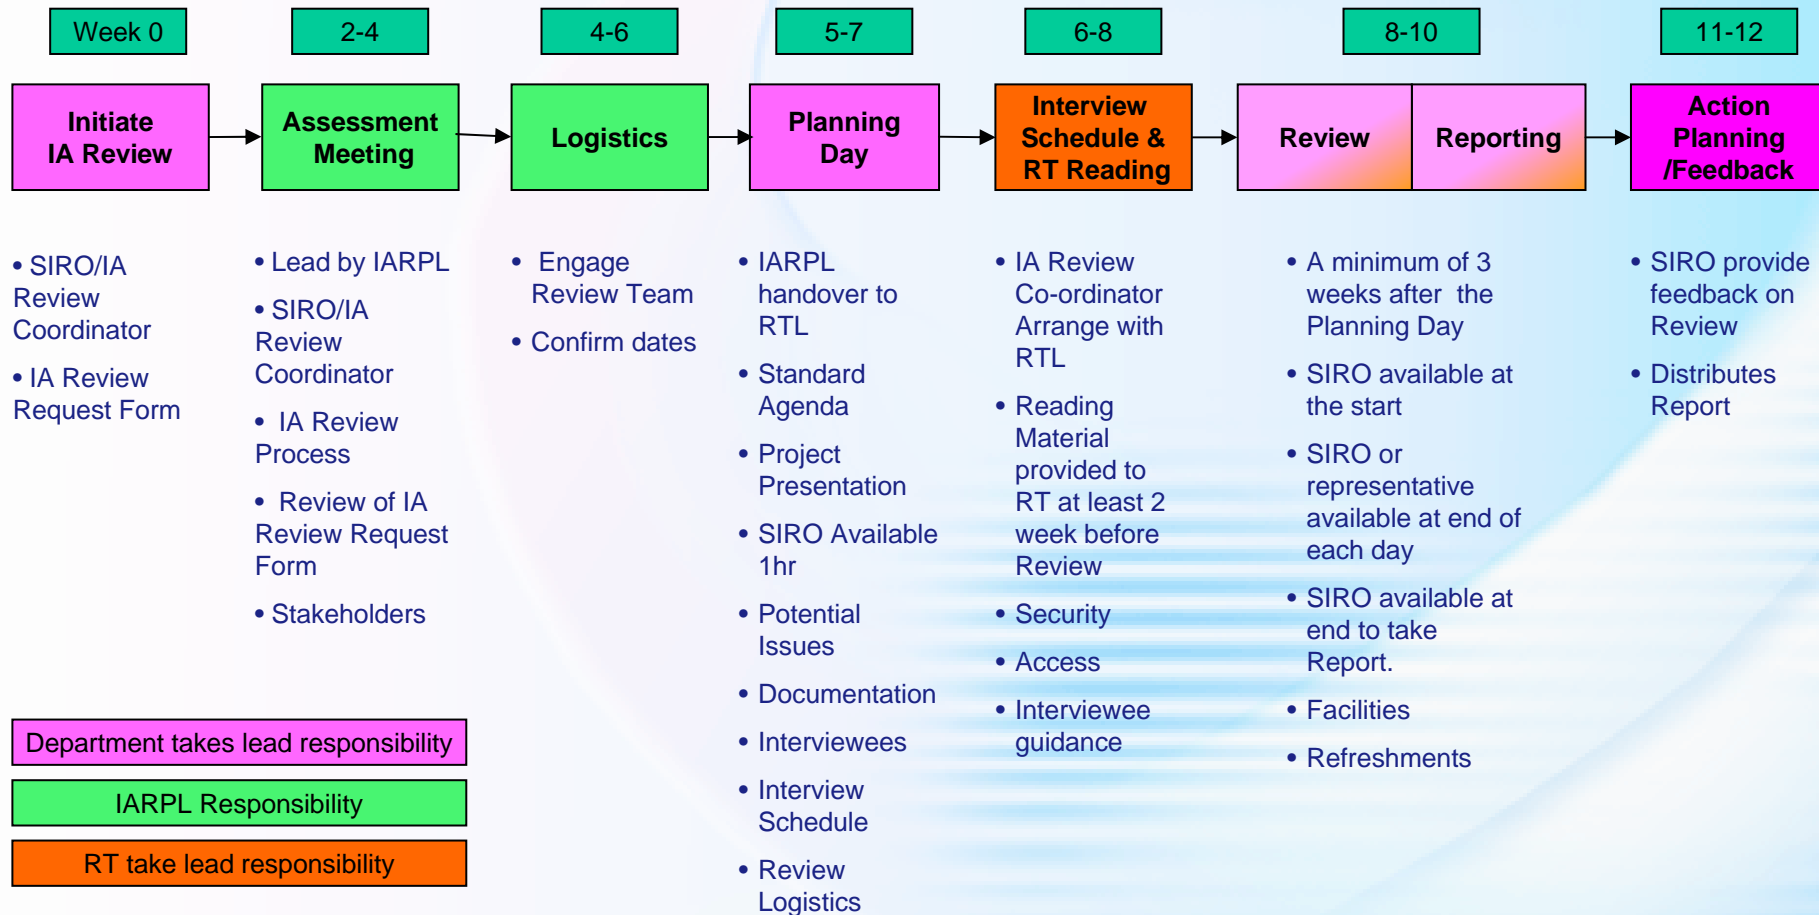 Week 0
2-4
4-6
5-7
6-8
8-10
11-12
Initiate
IA Review
Assessment
Meeting
Logistics
Planning
Day
Interview
Schedule &
RT Reading
Review
Reporting
Action
Planning
/Feedback
• SIRO/IA
Review
Coordinator
• IA Review
Request Form
• Lead by IARPL
• SIRO/IA
Review
Coordinator
• IA Review
Process
• Review of IA
Review Request
Form
• Stakeholders
• Engage
Review Team
• Confirm dates
• IARPL
handover to
RTL
• Standard
Agenda
• Project
Presentation
• SIRO Available
1hr
• Potential
Issues
• Documentation
• Interviewees
• Interview
Schedule
• Review
Logistics
• IA Review
Co-ordinator
Arrange with
RTL
• Reading
Material
provided to
RT at least 2
week before
Review
• Security
• Access
• Interviewee
guidance
• A minimum of 3
weeks after the
Planning Day
• SIRO available at
the start
• SIRO or
representative
available at end of
each day
• SIRO available at
end to take
Report.
• Facilities
• Refreshments
• SIRO provide
feedback on
Review
• Distributes
Report
Department takes lead responsibility
IARPL Responsibility
RT take lead responsibility